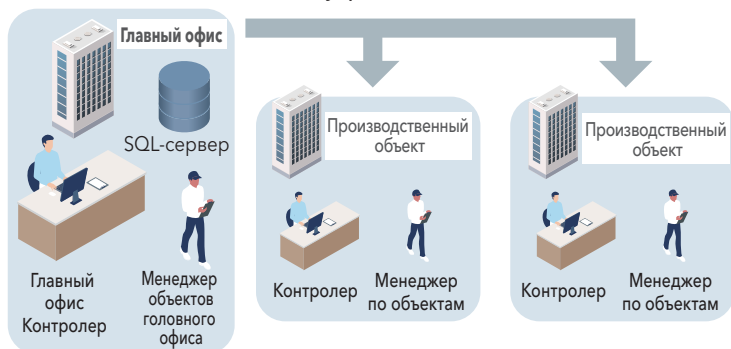 Главный офис
SQL-сервер
Главный
офис
Контролер
Менеджер
объектов
головного
офиса
Производственный
объект
Контролер
Менеджер
по объектам
Производственный
объект
Контролер
Менеджер
по объектам